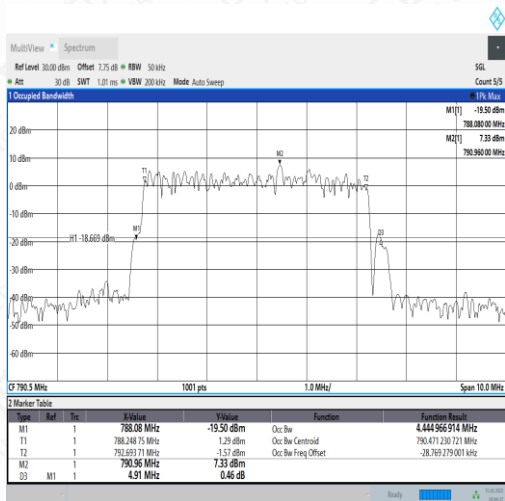 MultiView Spectrum
Ref Level 30.00 dBm Offset 7.75 dB RBW 50 kHz SGL
Att 30 dB SWT 1.01 ms VBW 200 kHz Mode Auto Sweep Count 5/5
1 Occupied Bandwidth 1Pk Max
M1[1] -19.50 dBm
788.080 00 MHz
M2[1] 7.33 dBm
790.960 00 MHz
20 dBm
M2
10 dBm
T1
T2
0 dBm
-10 dBm
M1
D3
H1 -18.669 dBm
-20 dBm
-30 dBm
-40 dBm
-50 dBm
-60 dBm
CF 790.5 MHz 1001 pts 1.0 MHz/ Span 10.0 MHz
2 Marker Table
Type Ref Trc X-Value Y-Value Function Function Result
M1 1 788.08 MHz -19.50 dBm Occ Bw 4.444 966 914 MHz
T1 1 788.248 75 MHz 1.29 dBm Occ Bw Centroid 790.471 230 721 MHz
T2 1 792.693 71 MHz -1.57 dBm Occ Bw Freq Offset -28.769 279 001 kHz
M2 1 790.96 MHz 7.33 dBm
D3 M1 1 4.91 MHz 0.46 dB
Ready